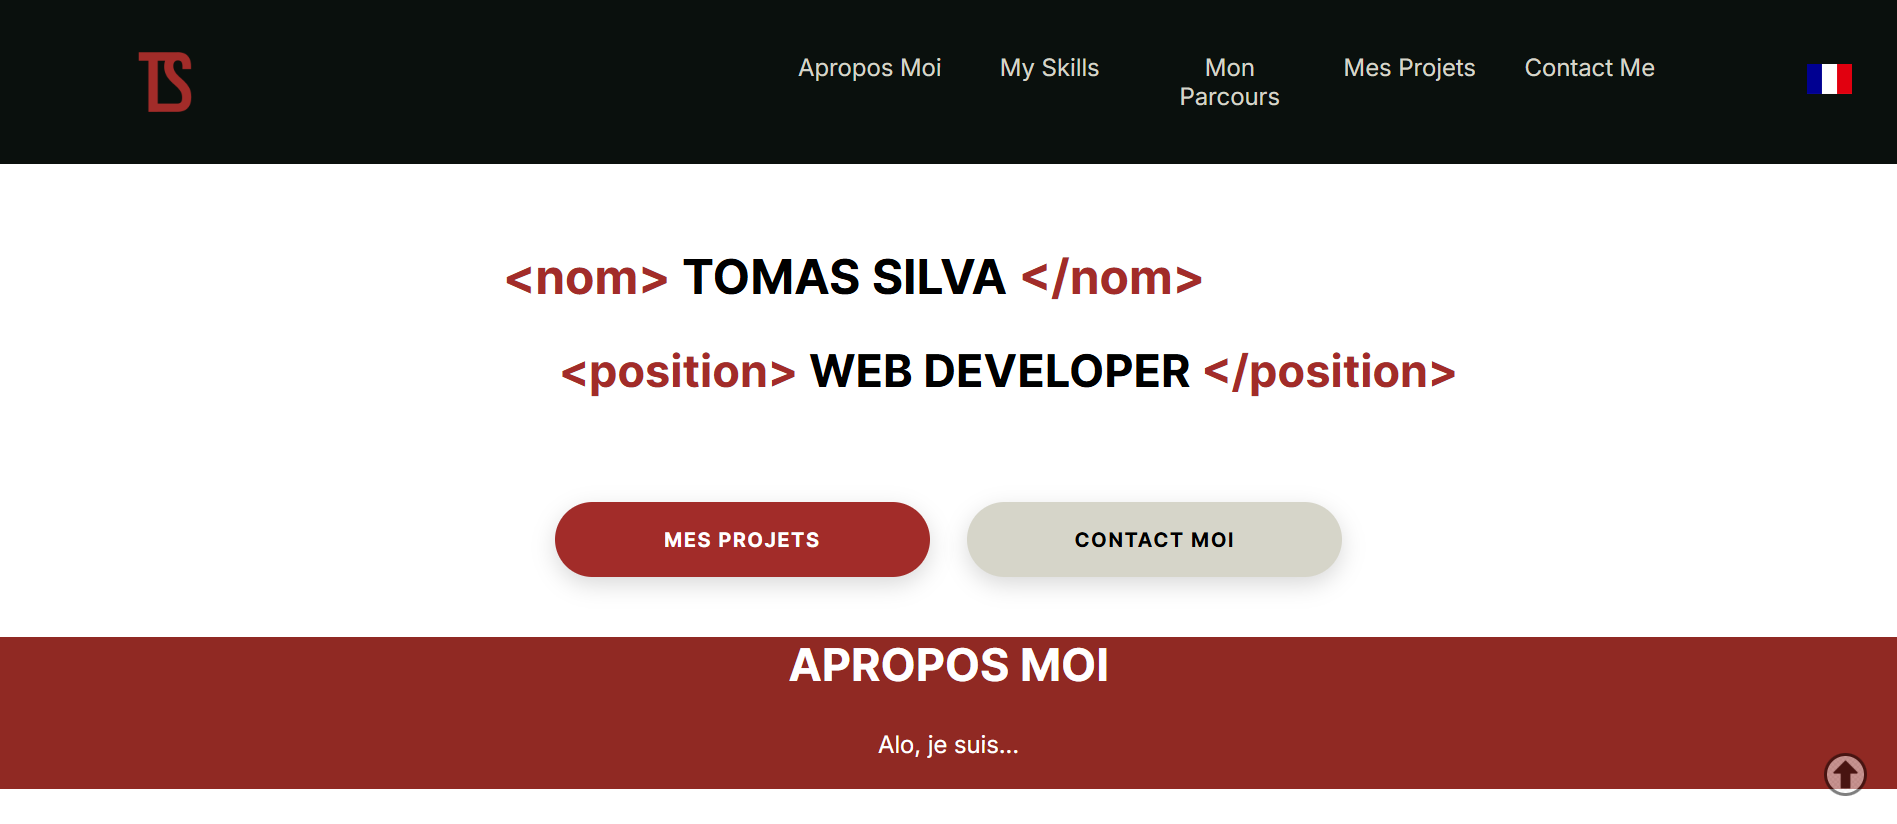 TS
Apropos Moi
My Skills
Mon
Parcours
Mes Projets
Contact Me
<nom> TOMAS SILVA </nom>
<position> WEB DEVELOPER </position>
MES PROJETS
CONTACT MOI
APROPOS MOI
Alo, je suis...